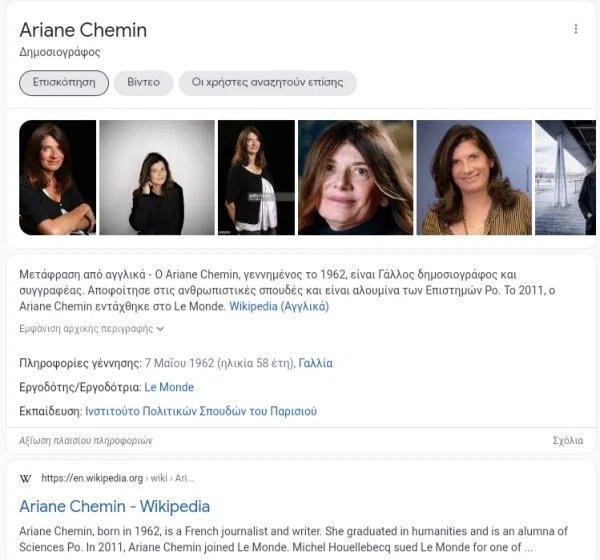 Ariane Chemin
Δημοσιογράφος
Επισκόπηση
Βίντεο
Οι χρήστες αναζητούν επίσης
Μετάφραση από αγγλικά - Ο Ariane Chemin, γεννημένος το 1962, είναι Γάλλος δημοσιογράφος και
συγγραφέας. Αποφοίτησε στις ανθρωπιστικές σπουδές και είναι αλουμίνα των Επιστημών Po. Το 2011, ο
Ariane Chemin εντάχθηκε στο Le Monde. Wikipedia (Αγγλικά)
Εμφάνιση αρχικής περιγραφής
Πληροφορίες γέννησης: 7 Μαΐου 1962 (ηλικία 58 έτη), Γαλλία
Εργοδότης/Εργοδότρια: Le Monde
Εκπαίδευση: Ινστιτούτο Πολιτικών Σπουδών του Παρισιού
Αξίωση πλαισίου πληροφοριών
Σχόλια
W https://en.wikipedia.org › wiki › Ari...
Ariane Chemin - Wikipedia
Ariane Chemin, born in 1962, is a French journalist and writer. She graduated in humanities and is an alumna of
Sciences Po. In 2011, Ariane Chemin joined Le Monde. Michel Houellebecq sued Le Monde for one of ...